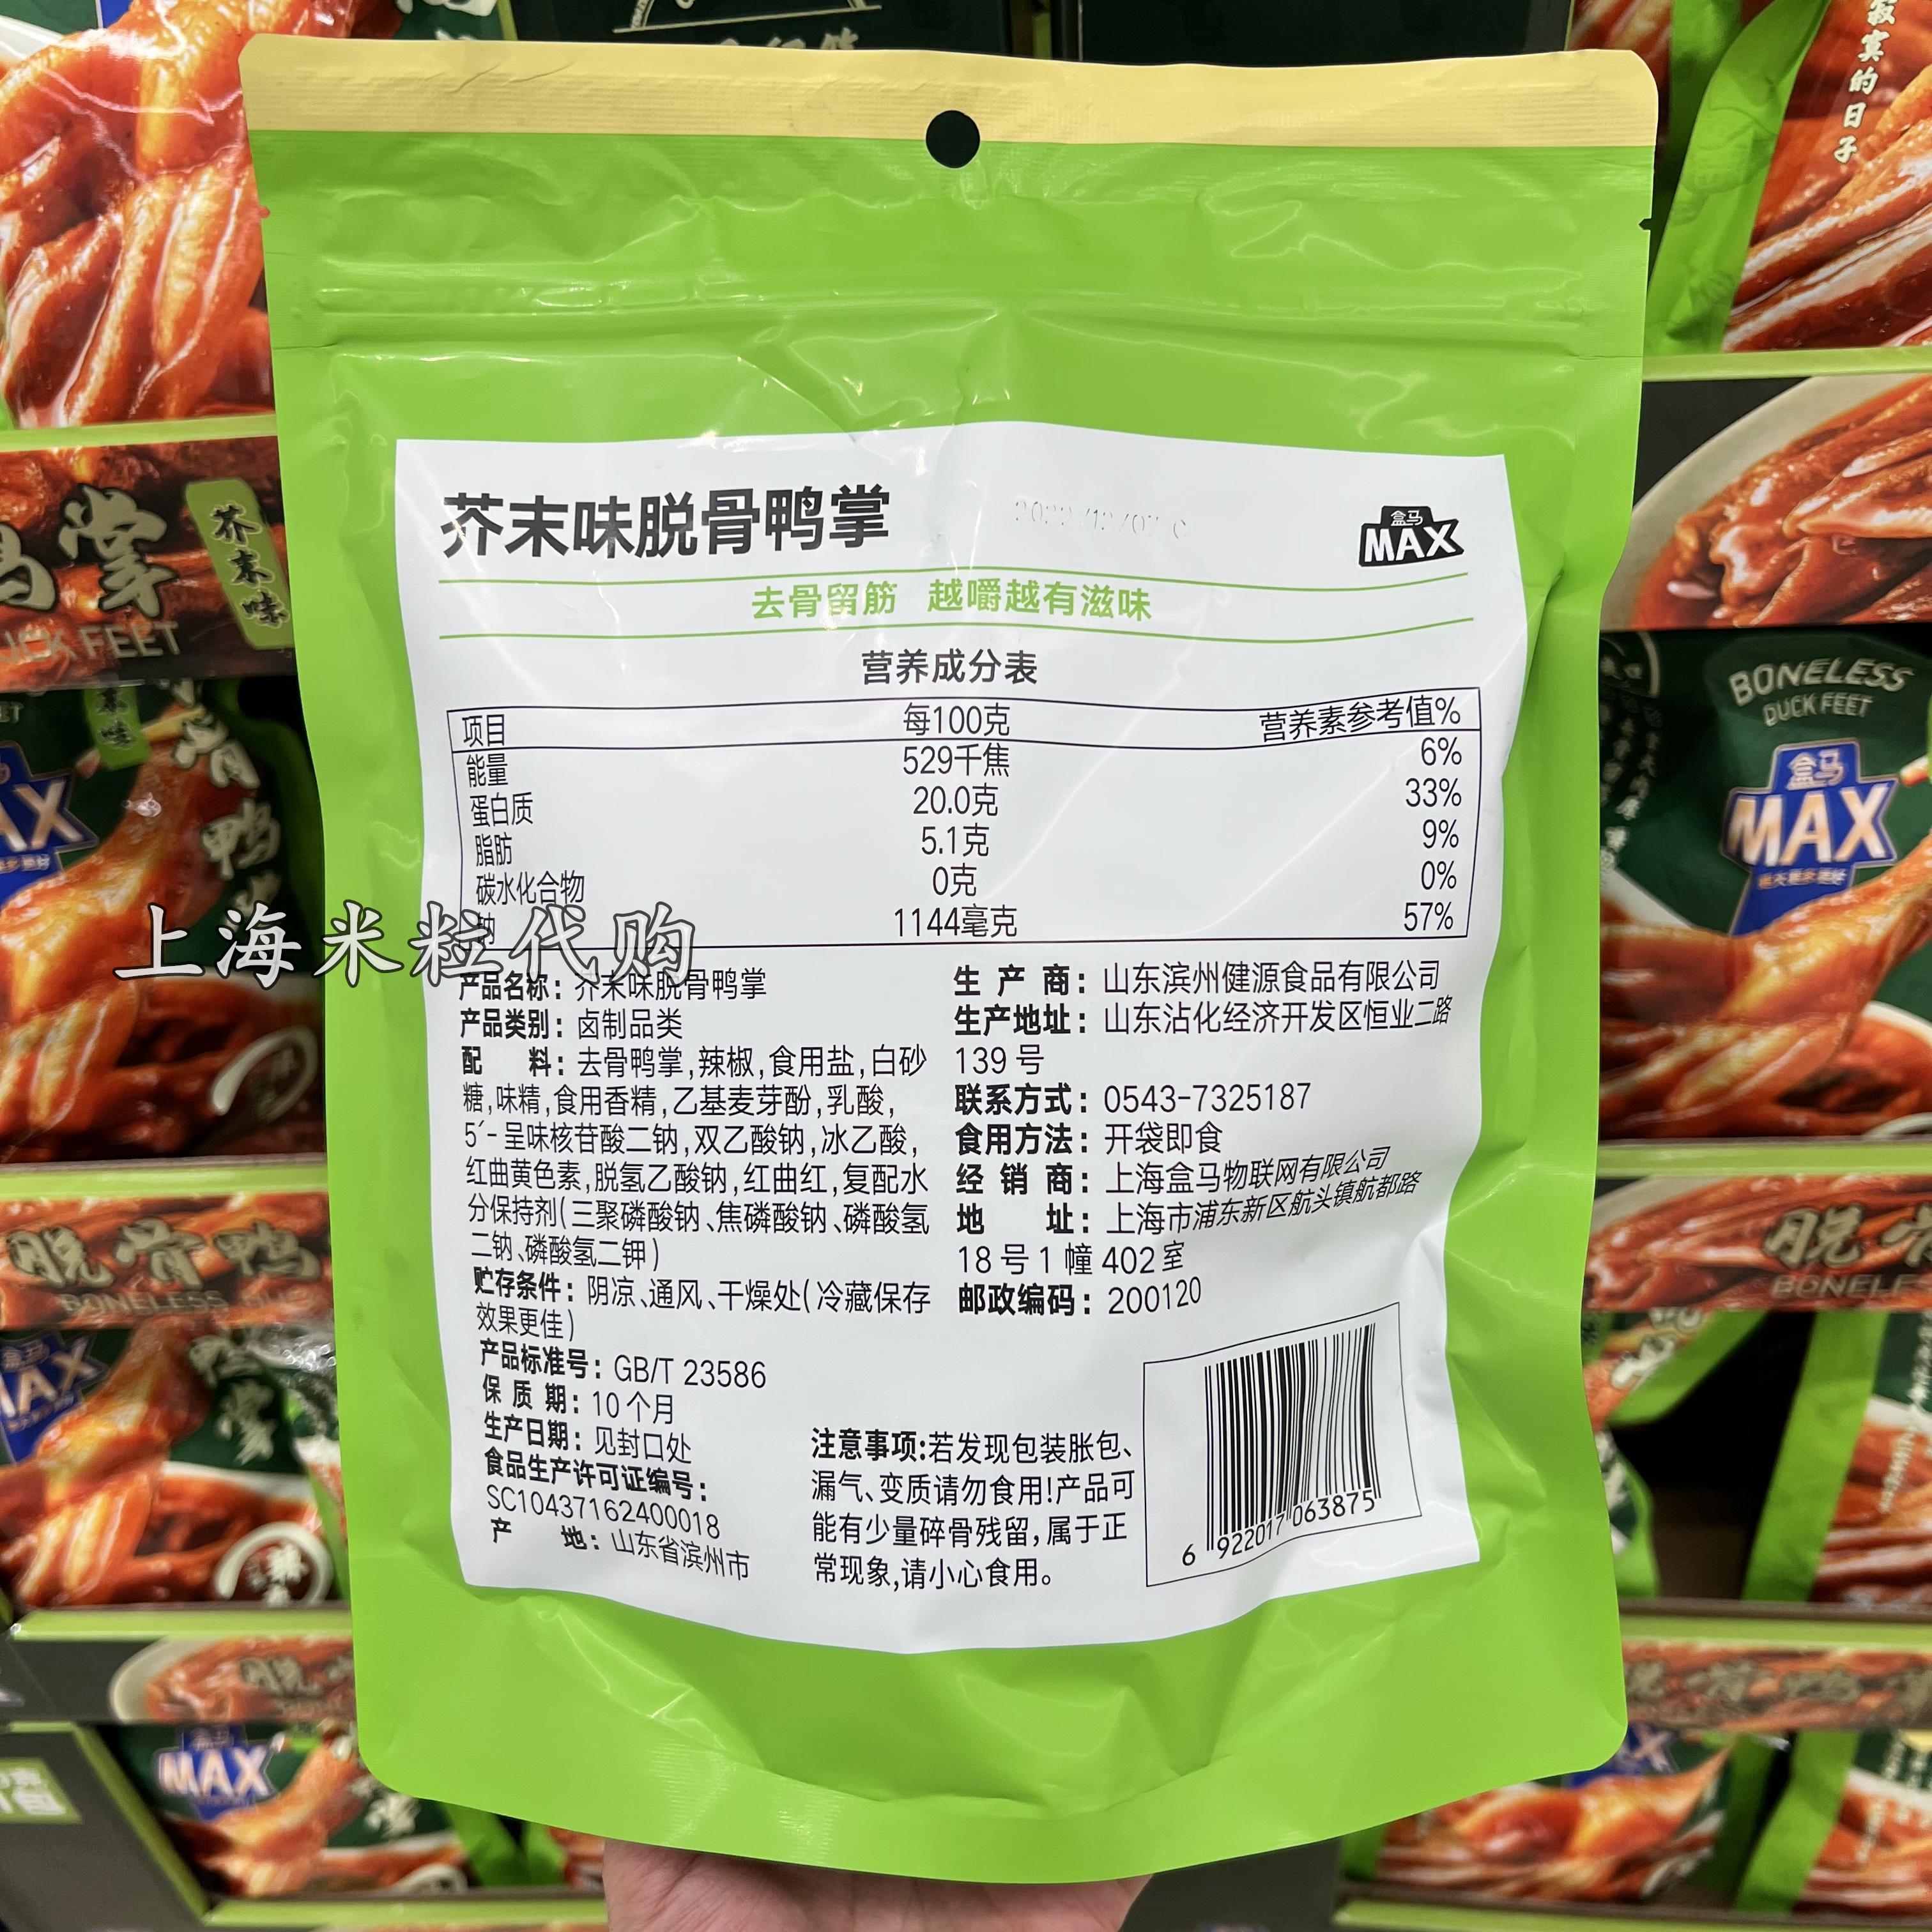 芥末味脱骨鸭掌
盒马
MAX
去骨留筋 越嚼越有滋味
营养成分表
项目 每100克 营养素参考值%
能量 529千焦 6%
蛋白质 20.0克 33%
脂肪 5.1克 9%
碳水化合物 0克 0%
钠 1144毫克 57%
上海米粒代购
产品名称：芥末味脱骨鸭掌
产品类别：卤制品类
配 料：去骨鸭掌,辣椒,食用盐,白砂
糖,味精,食用香精,乙基麦芽酚,乳酸,
5′-呈味核苷酸二钠,双乙酸钠,冰乙酸,
红曲黄色素,脱氢乙酸钠,红曲红,复配水
分保持剂(三聚磷酸钠、焦磷酸钠、磷酸氢
二钠、磷酸氢二钾)
贮存条件：阴凉、通风、干燥处(冷藏保存
效果更佳)
产品标准号：GB/T 23586
保 质 期：10个月
生产日期：见封口处
食品生产许可证编号：
SC10437162400018
产 地：山东省滨州市
生 产 商：山东滨州健源食品有限公司
生产地址：山东沾化经济开发区恒业二路
139号
联系方式：0543-7325187
食用方法：开袋即食
经 销 商：上海盒马物联网有限公司
地 址：上海市浦东新区航头镇航都路
18号1幢402室
邮政编码：200120
注意事项:若发现包装胀包、
漏气、变质请勿食用!产品可
能有少量碎骨残留,属于正
常现象,请小心食用。
6 922017 063875
寂寞的日子
芥末味
DUCK FEET
BONELESS
DUCK FEET
盒马
MAX
脱骨鸭
BONELESS
MAX
脱骨鸭
盒马
MAX